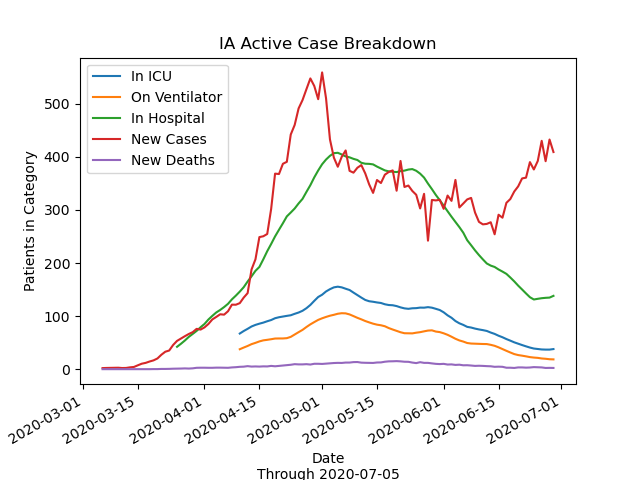 IA Active Case Breakdown
In ICU
On Ventilator
In Hospital
New Cases
New Deaths
Patients in Category
500
400
300
200
100
0
2020-03-01
2020-03-15
2020-04-01
2020-04-15
2020-05-01
2020-05-15
2020-06-01
2020-06-15
2020-07-01
Date
Through 2020-07-05